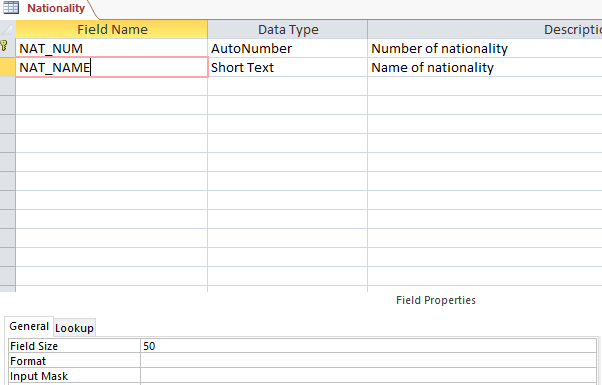 Nationality
Field Name Data Type Descriptio
NAT_NUM AutoNumber Number of nationality
NAT_NAME Short Text Name of nationality
Field Properties
General Lookup
Field Size 50
Format
Input Mask